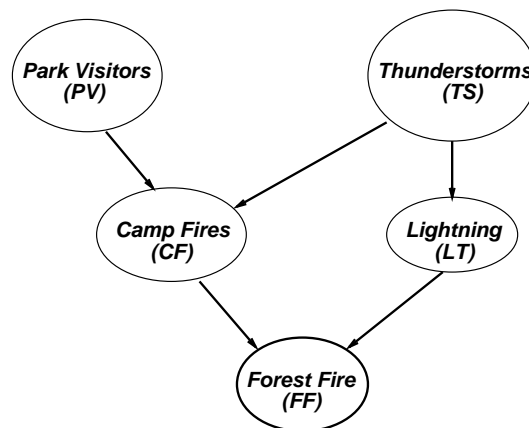 Park Visitors
(PV)
Thunderstorms
(TS)
Camp Fires
(CF)
Lightning
(LT)
Forest Fire
(FF)